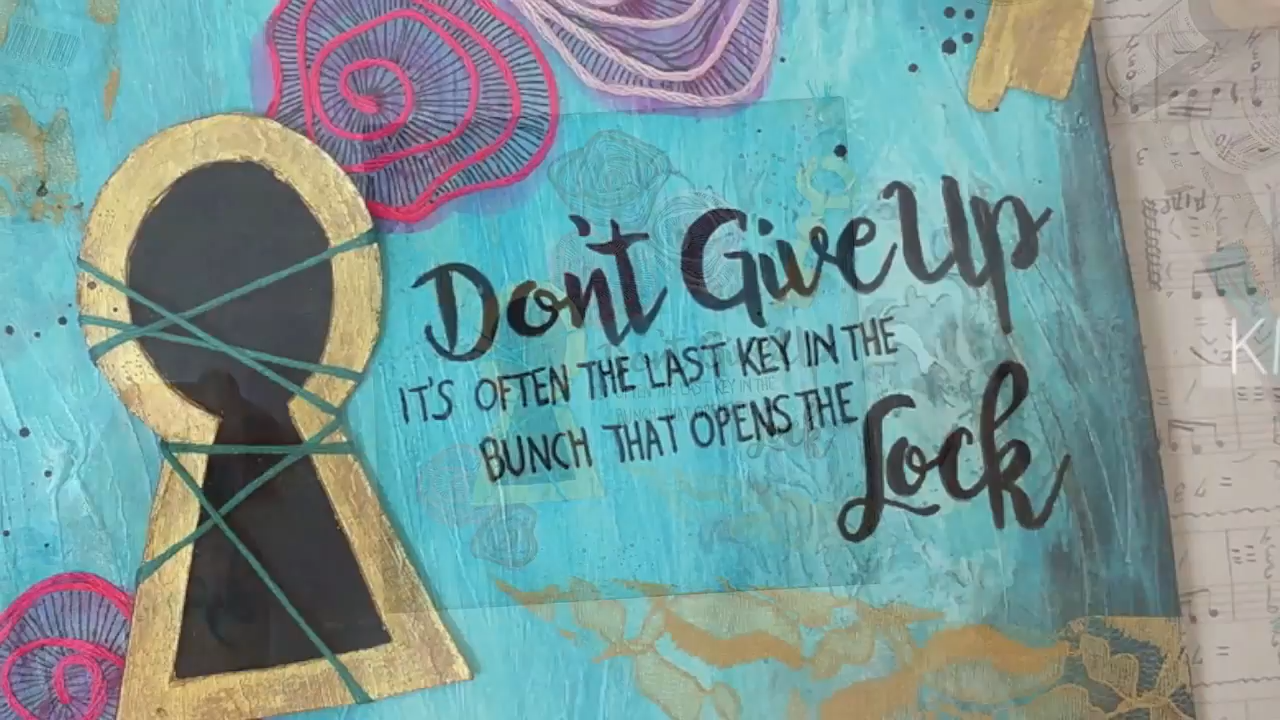 Don't Give Up
IT'S OFTEN THE LAST KEY IN THE
BUNCH THAT OPENS THE
Lock